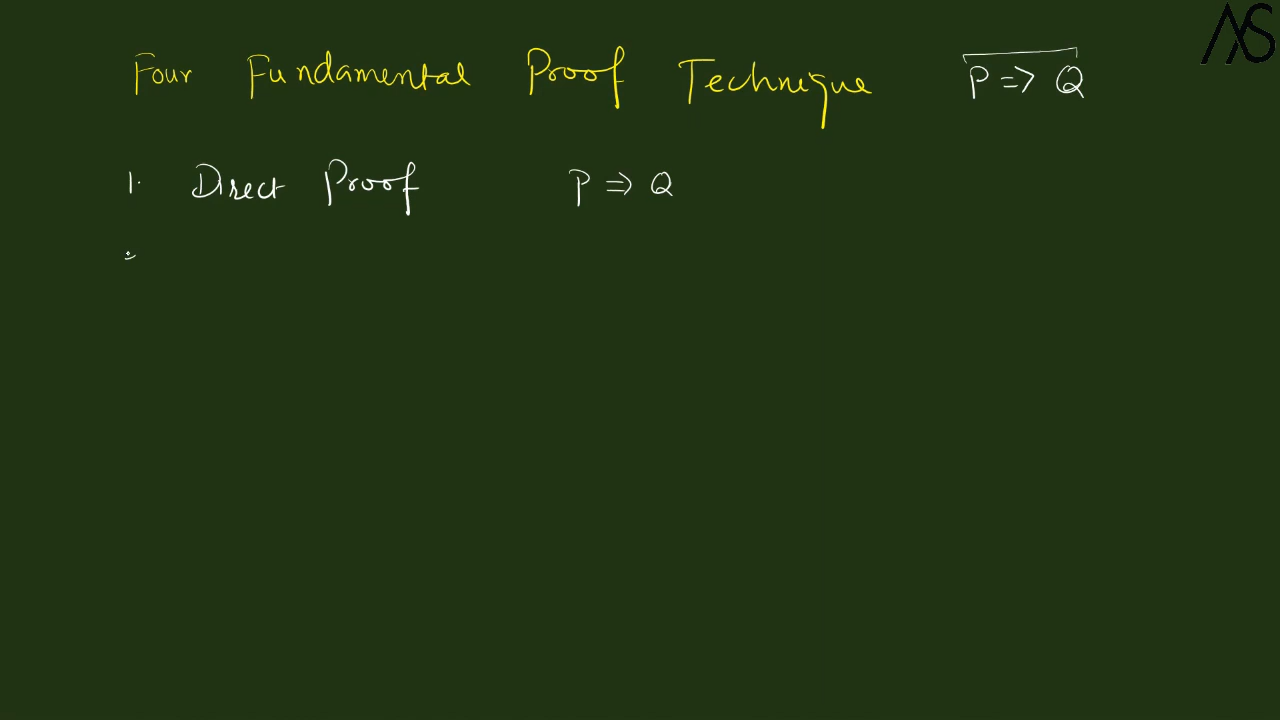 Four Fundamental Proof Technique P => Q
1. Direct Proof P => Q